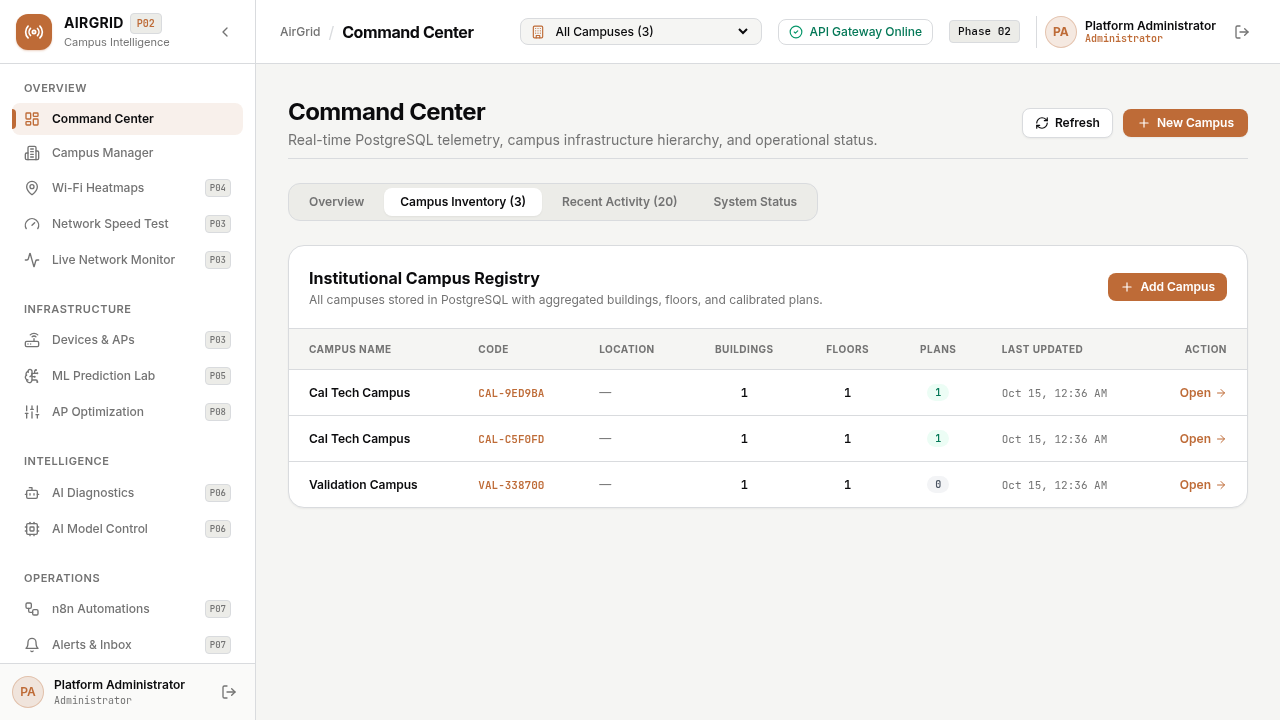 AIRGRID P02
Campus Intelligence
OVERVIEW
Command Center
Campus Manager
Wi-Fi Heatmaps P04
Network Speed Test P03
Live Network Monitor P03
INFRASTRUCTURE
Devices & APs P03
ML Prediction Lab P05
AP Optimization P08
INTELLIGENCE
AI Diagnostics P06
AI Model Control P06
OPERATIONS
n8n Automations P07
Alerts & Inbox P07
PA Platform Administrator
Administrator
AirGrid / Command Center
All Campuses (3)
API Gateway Online
Phase 02
PA Platform Administrator
Administrator
Command Center
Real-time PostgreSQL telemetry, campus infrastructure hierarchy, and operational status.
Refresh
New Campus
Overview Campus Inventory (3) Recent Activity (20) System Status
Institutional Campus Registry
All campuses stored in PostgreSQL with aggregated buildings, floors, and calibrated plans.
Add Campus
CAMPUS NAME CODE LOCATION BUILDINGS FLOORS PLANS LAST UPDATED ACTION
Cal Tech Campus CAL-9ED9BA — 1 1 1 Oct 15, 12:36 AM Open →
Cal Tech Campus CAL-C5F0FD — 1 1 1 Oct 15, 12:36 AM Open →
Validation Campus VAL-338700 — 1 1 0 Oct 15, 12:36 AM Open →